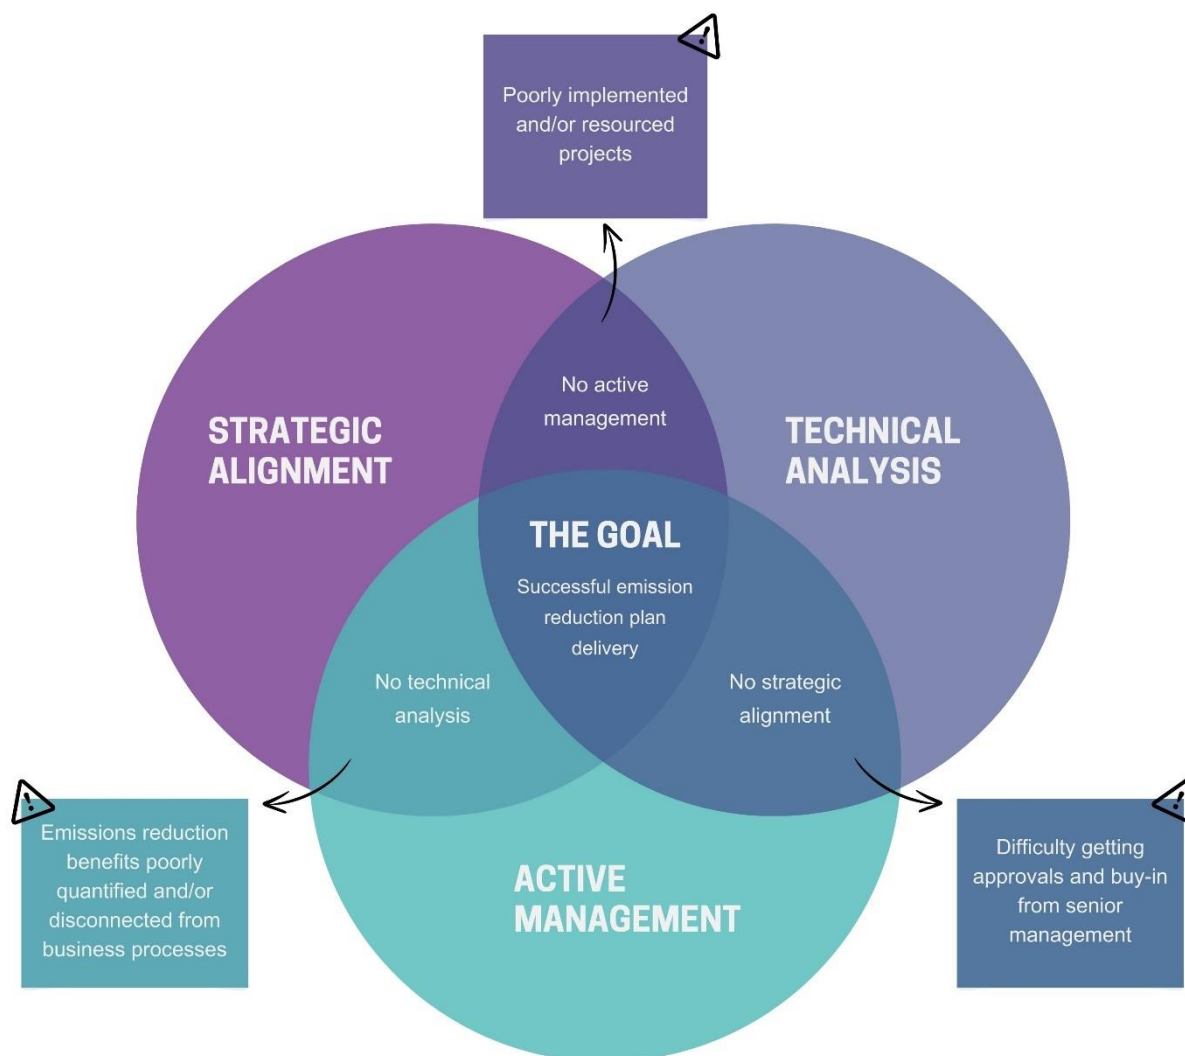 Poorly implemented
and/or resourced
projects
No active
management
STRATEGIC
ALIGNMENT
TECHNICAL
ANALYSIS
THE GOAL
Successful emission
reduction plan
delivery
No technical
analysis
No strategic
alignment
Emissions reduction
benefits poorly
quantified and/or
disconnected from
business processes
ACTIVE
MANAGEMENT
Difficulty getting
approvals and buy-in
from senior
management